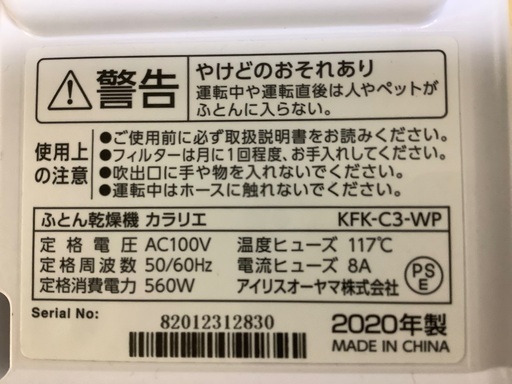 警告
やけどのおそれあり
運転中や運転直後は人やペットが
ふとんに入らない。
使用上
の注意
●ご使用前に必ず取扱説明書をお読みください。
●フィルターは月に1回程度、お手入れしてください。
●吹出口に手や物を入れないでください。
●運転中はホースに触れないでください。
ふとん乾燥機 カラリエ KFK-C3-WP
定格電圧 AC100V 温度ヒューズ 117℃
定格周波数 50/60Hz 電流ヒューズ 8A
定格消費電力 560W アイリスオーヤマ株式会社
PS
E
Serial No: 82012312830
2020年製
MADE IN CHINA